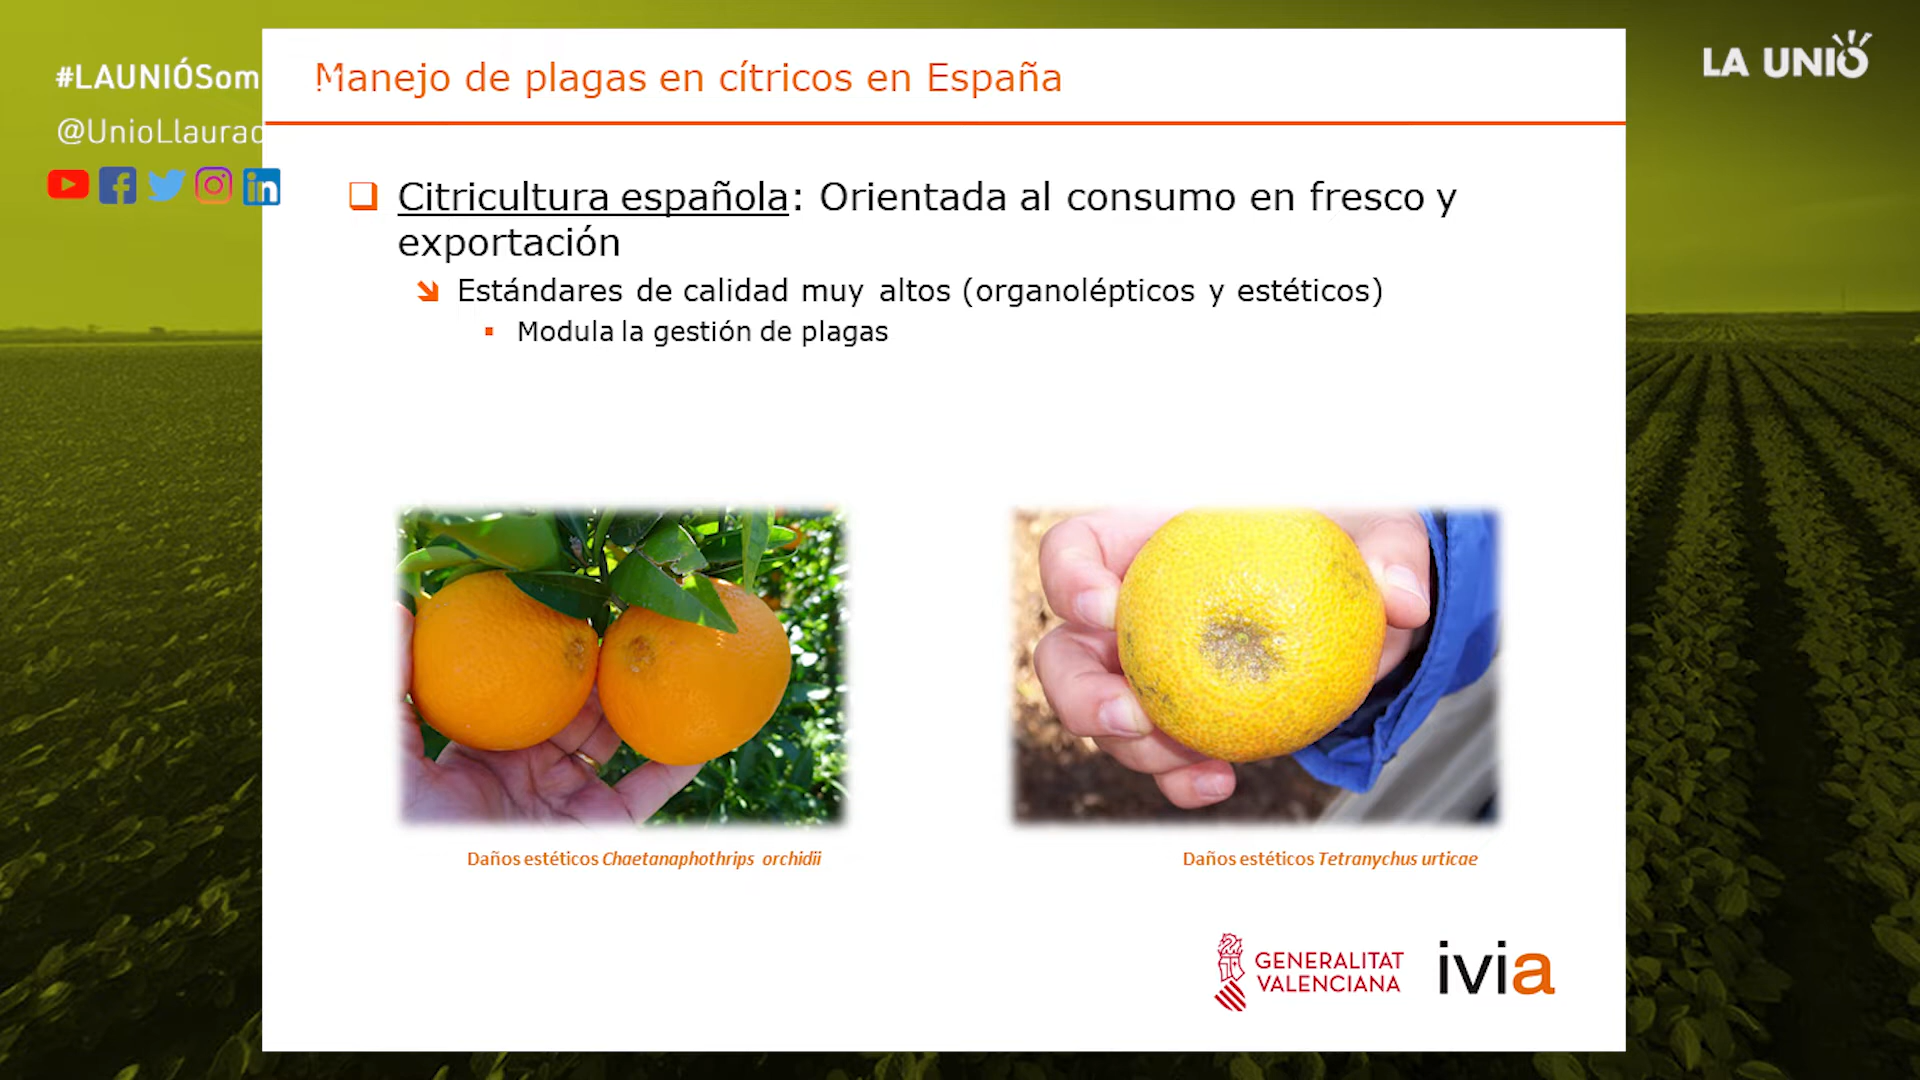 #LAUNIÓSom
@UnioLlaurad
LA UNIÓ
Manejo de plagas en cítricos en España
Citricultura española: Orientada al consumo en fresco y
exportación
Estándares de calidad muy altos (organolépticos y estéticos)
Modula la gestión de plagas
Daños estéticos Chaetanaphothrips orchidii
Daños estéticos Tetranychus urticae
GENERALITAT
VALENCIANA
ivia